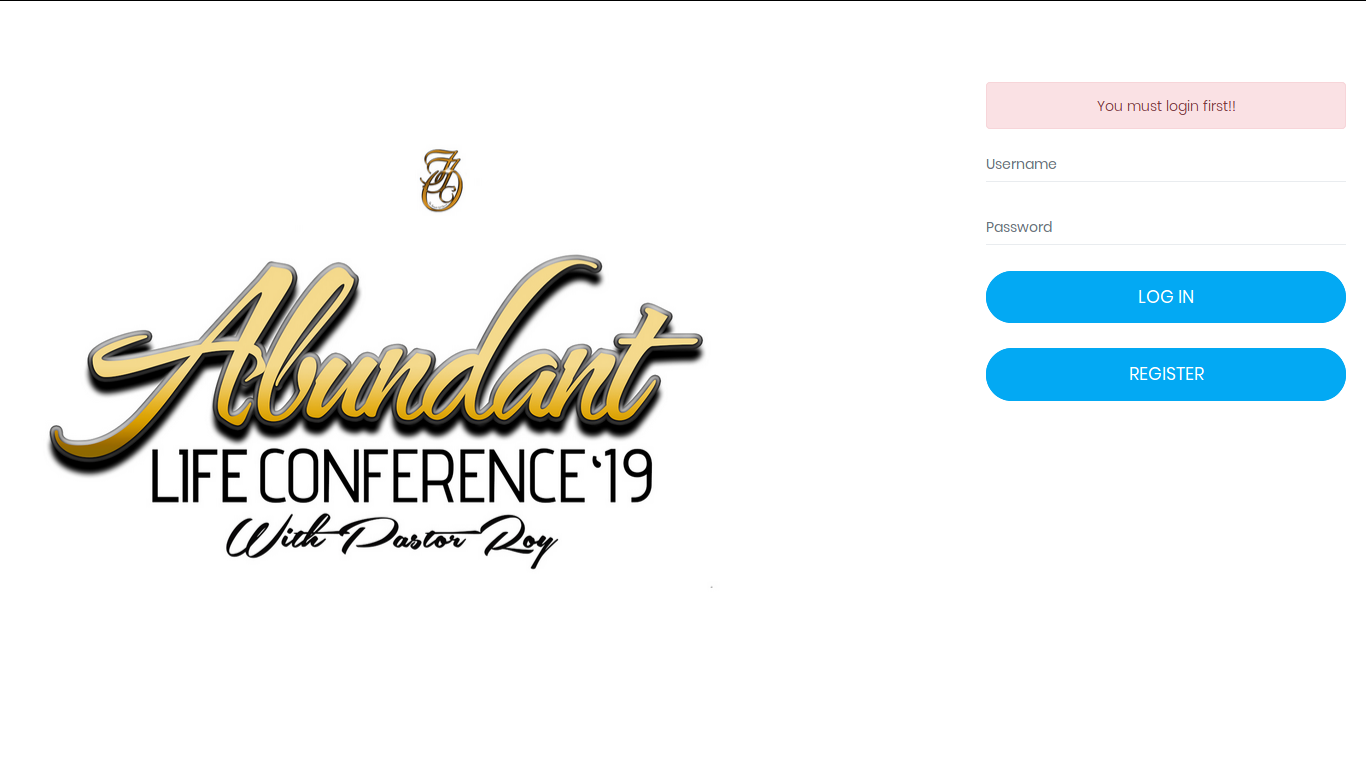 Abundant
LIFE CONFERENCE '19
With Pastor Roy
You must login first!!
Username
Password
LOG IN
REGISTER